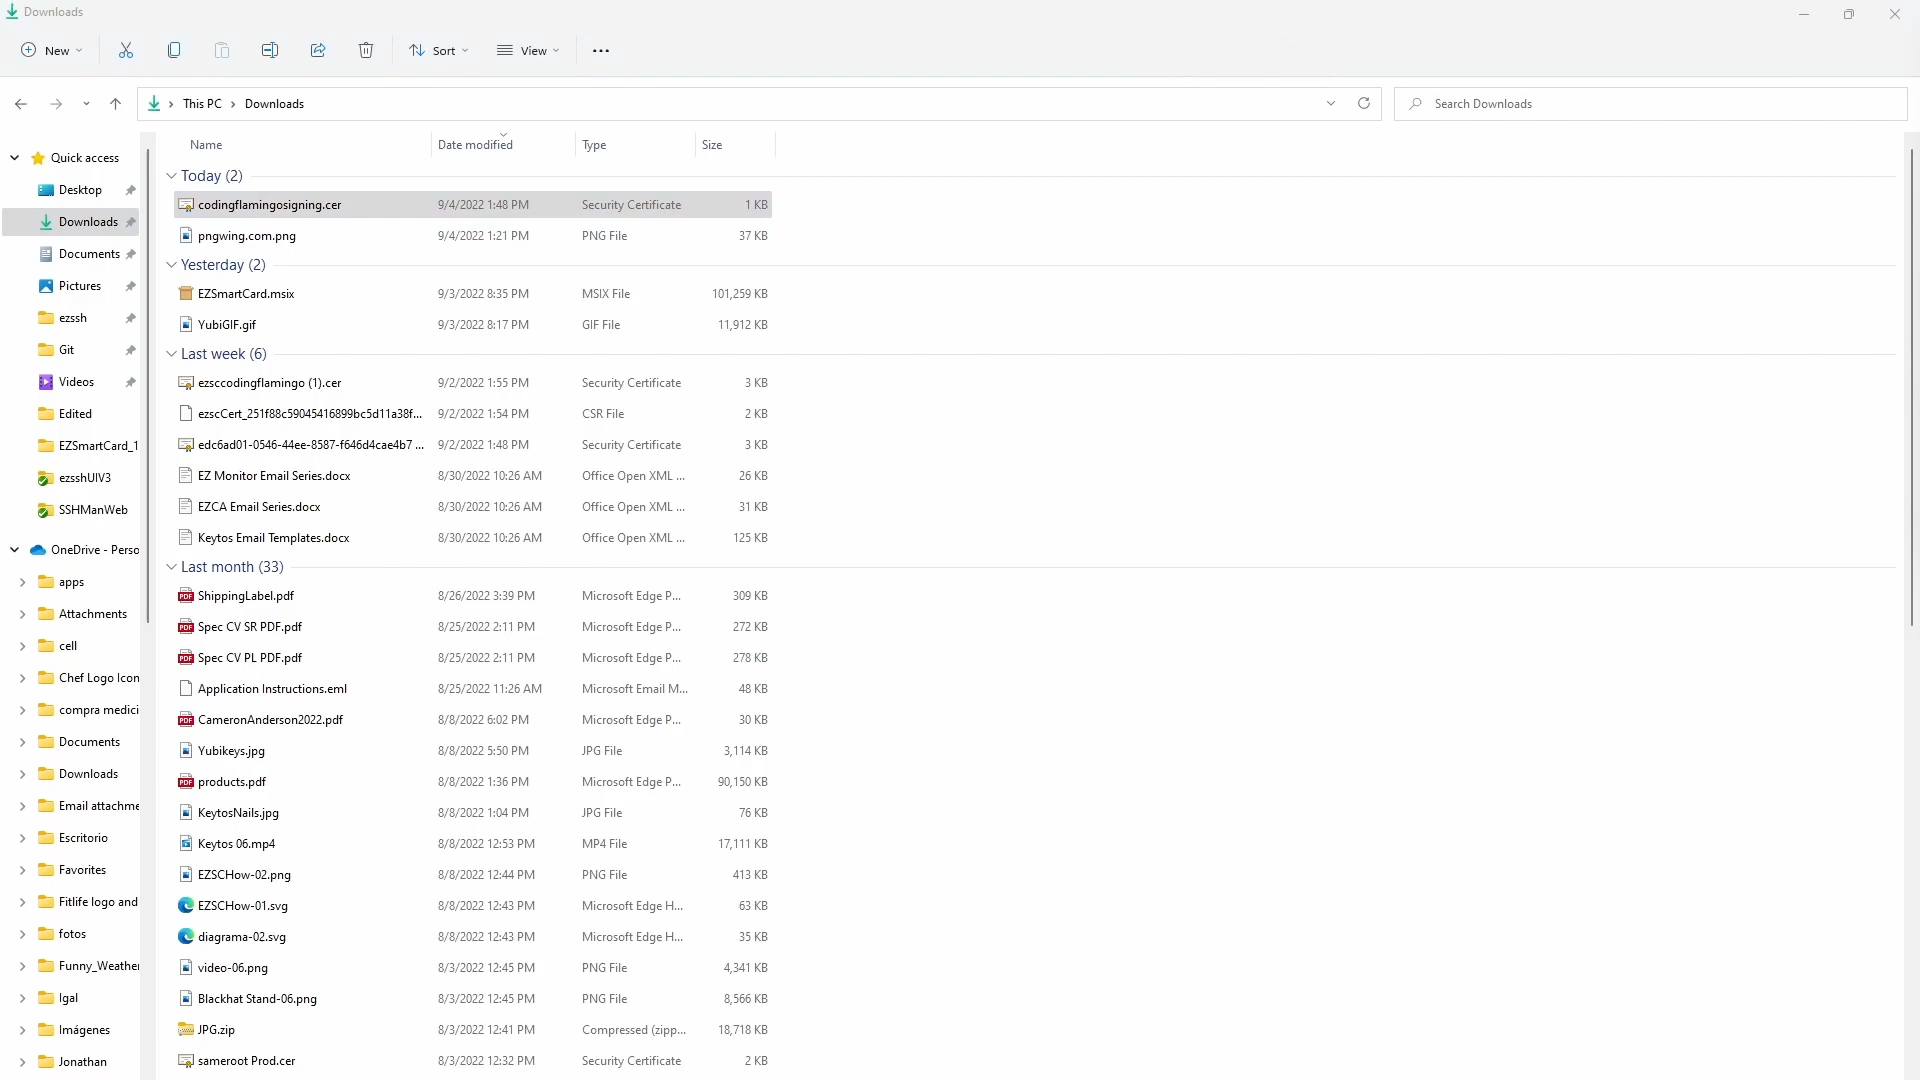 Downloads
New
Sort
View
This PC > Downloads
Search Downloads
Quick access
Desktop
Downloads
Documents
Pictures
ezssh
Git
Videos
Edited
EZSmartCard_1
ezsshUIV3
SSHManWeb
OneDrive - Perso
apps
Attachments
cell
Chef Logo Icon
compra medici
Documents
Downloads
Email attachme
Escritorio
Favorites
Fitlife logo and
fotos
Funny_Weather
Igal
Imágenes
Jonathan
Name Date modified Type Size
Today (2)
codingflamingosigning.cer 9/4/2022 1:48 PM Security Certificate 1 KB
pngwing.com.png 9/4/2022 1:21 PM PNG File 37 KB
Yesterday (2)
EZSmartCard.msix 9/3/2022 8:35 PM MSIX File 101,259 KB
YubiGIF.gif 9/3/2022 8:17 PM GIF File 11,912 KB
Last week (6)
ezsccodingflamingo (1).cer 9/2/2022 1:55 PM Security Certificate 3 KB
ezscCert_251f88c59045416899bc5d11a38f... 9/2/2022 1:54 PM CSR File 2 KB
edc6ad01-0546-44ee-8587-f646d4cae4b7 ... 9/2/2022 1:48 PM Security Certificate 3 KB
EZ Monitor Email Series.docx 8/30/2022 10:26 AM Office Open XML ... 26 KB
EZCA Email Series.docx 8/30/2022 10:26 AM Office Open XML ... 31 KB
Keytos Email Templates.docx 8/30/2022 10:26 AM Office Open XML ... 125 KB
Last month (33)
ShippingLabel.pdf 8/26/2022 3:39 PM Microsoft Edge P... 309 KB
Spec CV SR PDF.pdf 8/25/2022 2:11 PM Microsoft Edge P... 272 KB
Spec CV PL PDF.pdf 8/25/2022 2:11 PM Microsoft Edge P... 278 KB
Application Instructions.eml 8/25/2022 11:26 AM Microsoft Email M... 48 KB
CameronAnderson2022.pdf 8/8/2022 6:02 PM Microsoft Edge P... 30 KB
Yubikeys.jpg 8/8/2022 5:50 PM JPG File 3,114 KB
products.pdf 8/8/2022 1:36 PM Microsoft Edge P... 90,150 KB
KeytosNails.jpg 8/8/2022 1:04 PM JPG File 76 KB
Keytos 06.mp4 8/8/2022 12:53 PM MP4 File 17,111 KB
EZSCHow-02.png 8/8/2022 12:44 PM PNG File 413 KB
EZSCHow-01.svg 8/8/2022 12:43 PM Microsoft Edge H... 63 KB
diagrama-02.svg 8/8/2022 12:43 PM Microsoft Edge H... 35 KB
video-06.png 8/3/2022 12:45 PM PNG File 4,341 KB
Blackhat Stand-06.png 8/3/2022 12:45 PM PNG File 8,566 KB
JPG.zip 8/3/2022 12:41 PM Compressed (zipp... 18,718 KB
sameroot Prod.cer 8/3/2022 12:32 PM Security Certificate 2 KB